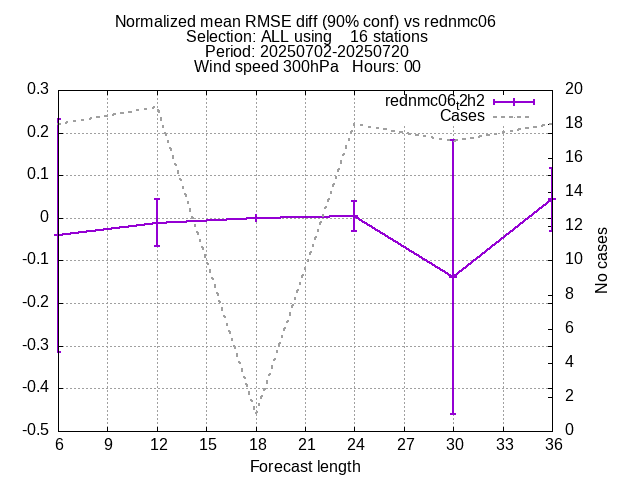 Normalized mean RMSE diff (90% conf) vs rednmc06
Selection: ALL using 16 stations
Period: 20250702-20250720
Wind speed 300hPa Hours: 00
rednmc06,t2h2
Cases
0.3
0.2
0.1
0
-0.1
-0.2
-0.3
-0.4
-0.5
20
18
16
14
12
10
8
6
4
2
0
No cases
6 9 12 15 18 21 24 27 30 33 36
Forecast length